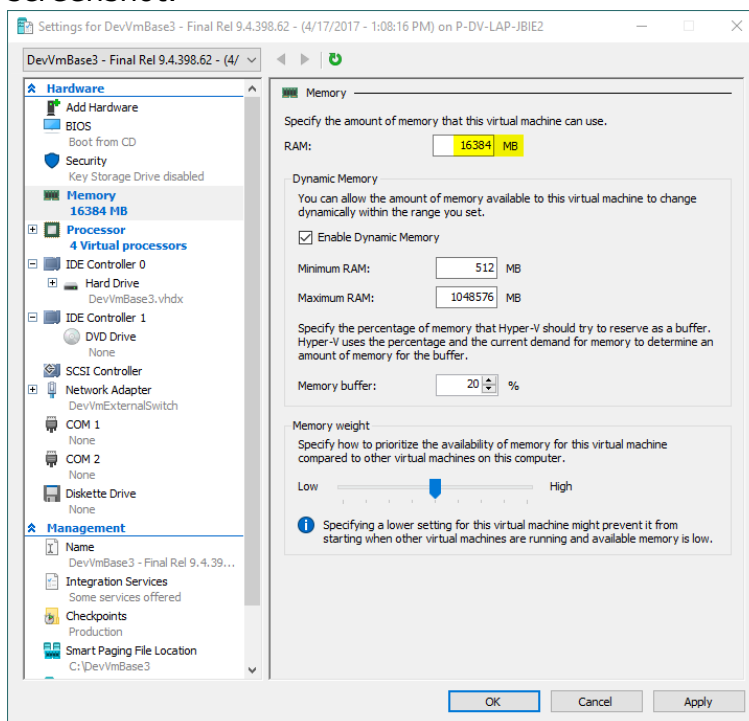 Screenshot:
Settings for DevVmBase3 - Final Rel 9.4.398.62 - (4/17/2017 - 1:08:16 PM) on P-DV-LAP-JBIE2
DevVmBase3 - Final Rel 9.4.398.62 - (4/
Hardware
Add Hardware
BIOS
Boot from CD
Security
Key Storage Drive disabled
Memory
16384 MB
Processor
4 Virtual processors
IDE Controller 0
Hard Drive
DevVmBase3.vhdx
IDE Controller 1
DVD Drive
None
SCSI Controller
Network Adapter
DevVmExternalSwitch
COM 1
None
COM 2
None
Diskette Drive
None
Management
Name
DevVmBase3 - Final Rel 9.4.39...
Integration Services
Some services offered
Checkpoints
Production
Smart Paging File Location
C:\DevVmBase3
Memory
Specify the amount of memory that this virtual machine can use.
RAM: 16384 MB
Dynamic Memory
You can allow the amount of memory available to this virtual machine to change
dynamically within the range you set.
Enable Dynamic Memory
Minimum RAM: 512 MB
Maximum RAM: 1048576 MB
Specify the percentage of memory that Hyper-V should try to reserve as a buffer.
Hyper-V uses the percentage and the current demand for memory to determine an
amount of memory for the buffer.
Memory buffer: 20 %
Memory weight
Specify how to prioritize the availability of memory for this virtual machine
compared to other virtual machines on this computer.
Low High
Specifying a lower setting for this virtual machine might prevent it from
starting when other virtual machines are running and available memory is low.
OK Cancel Apply